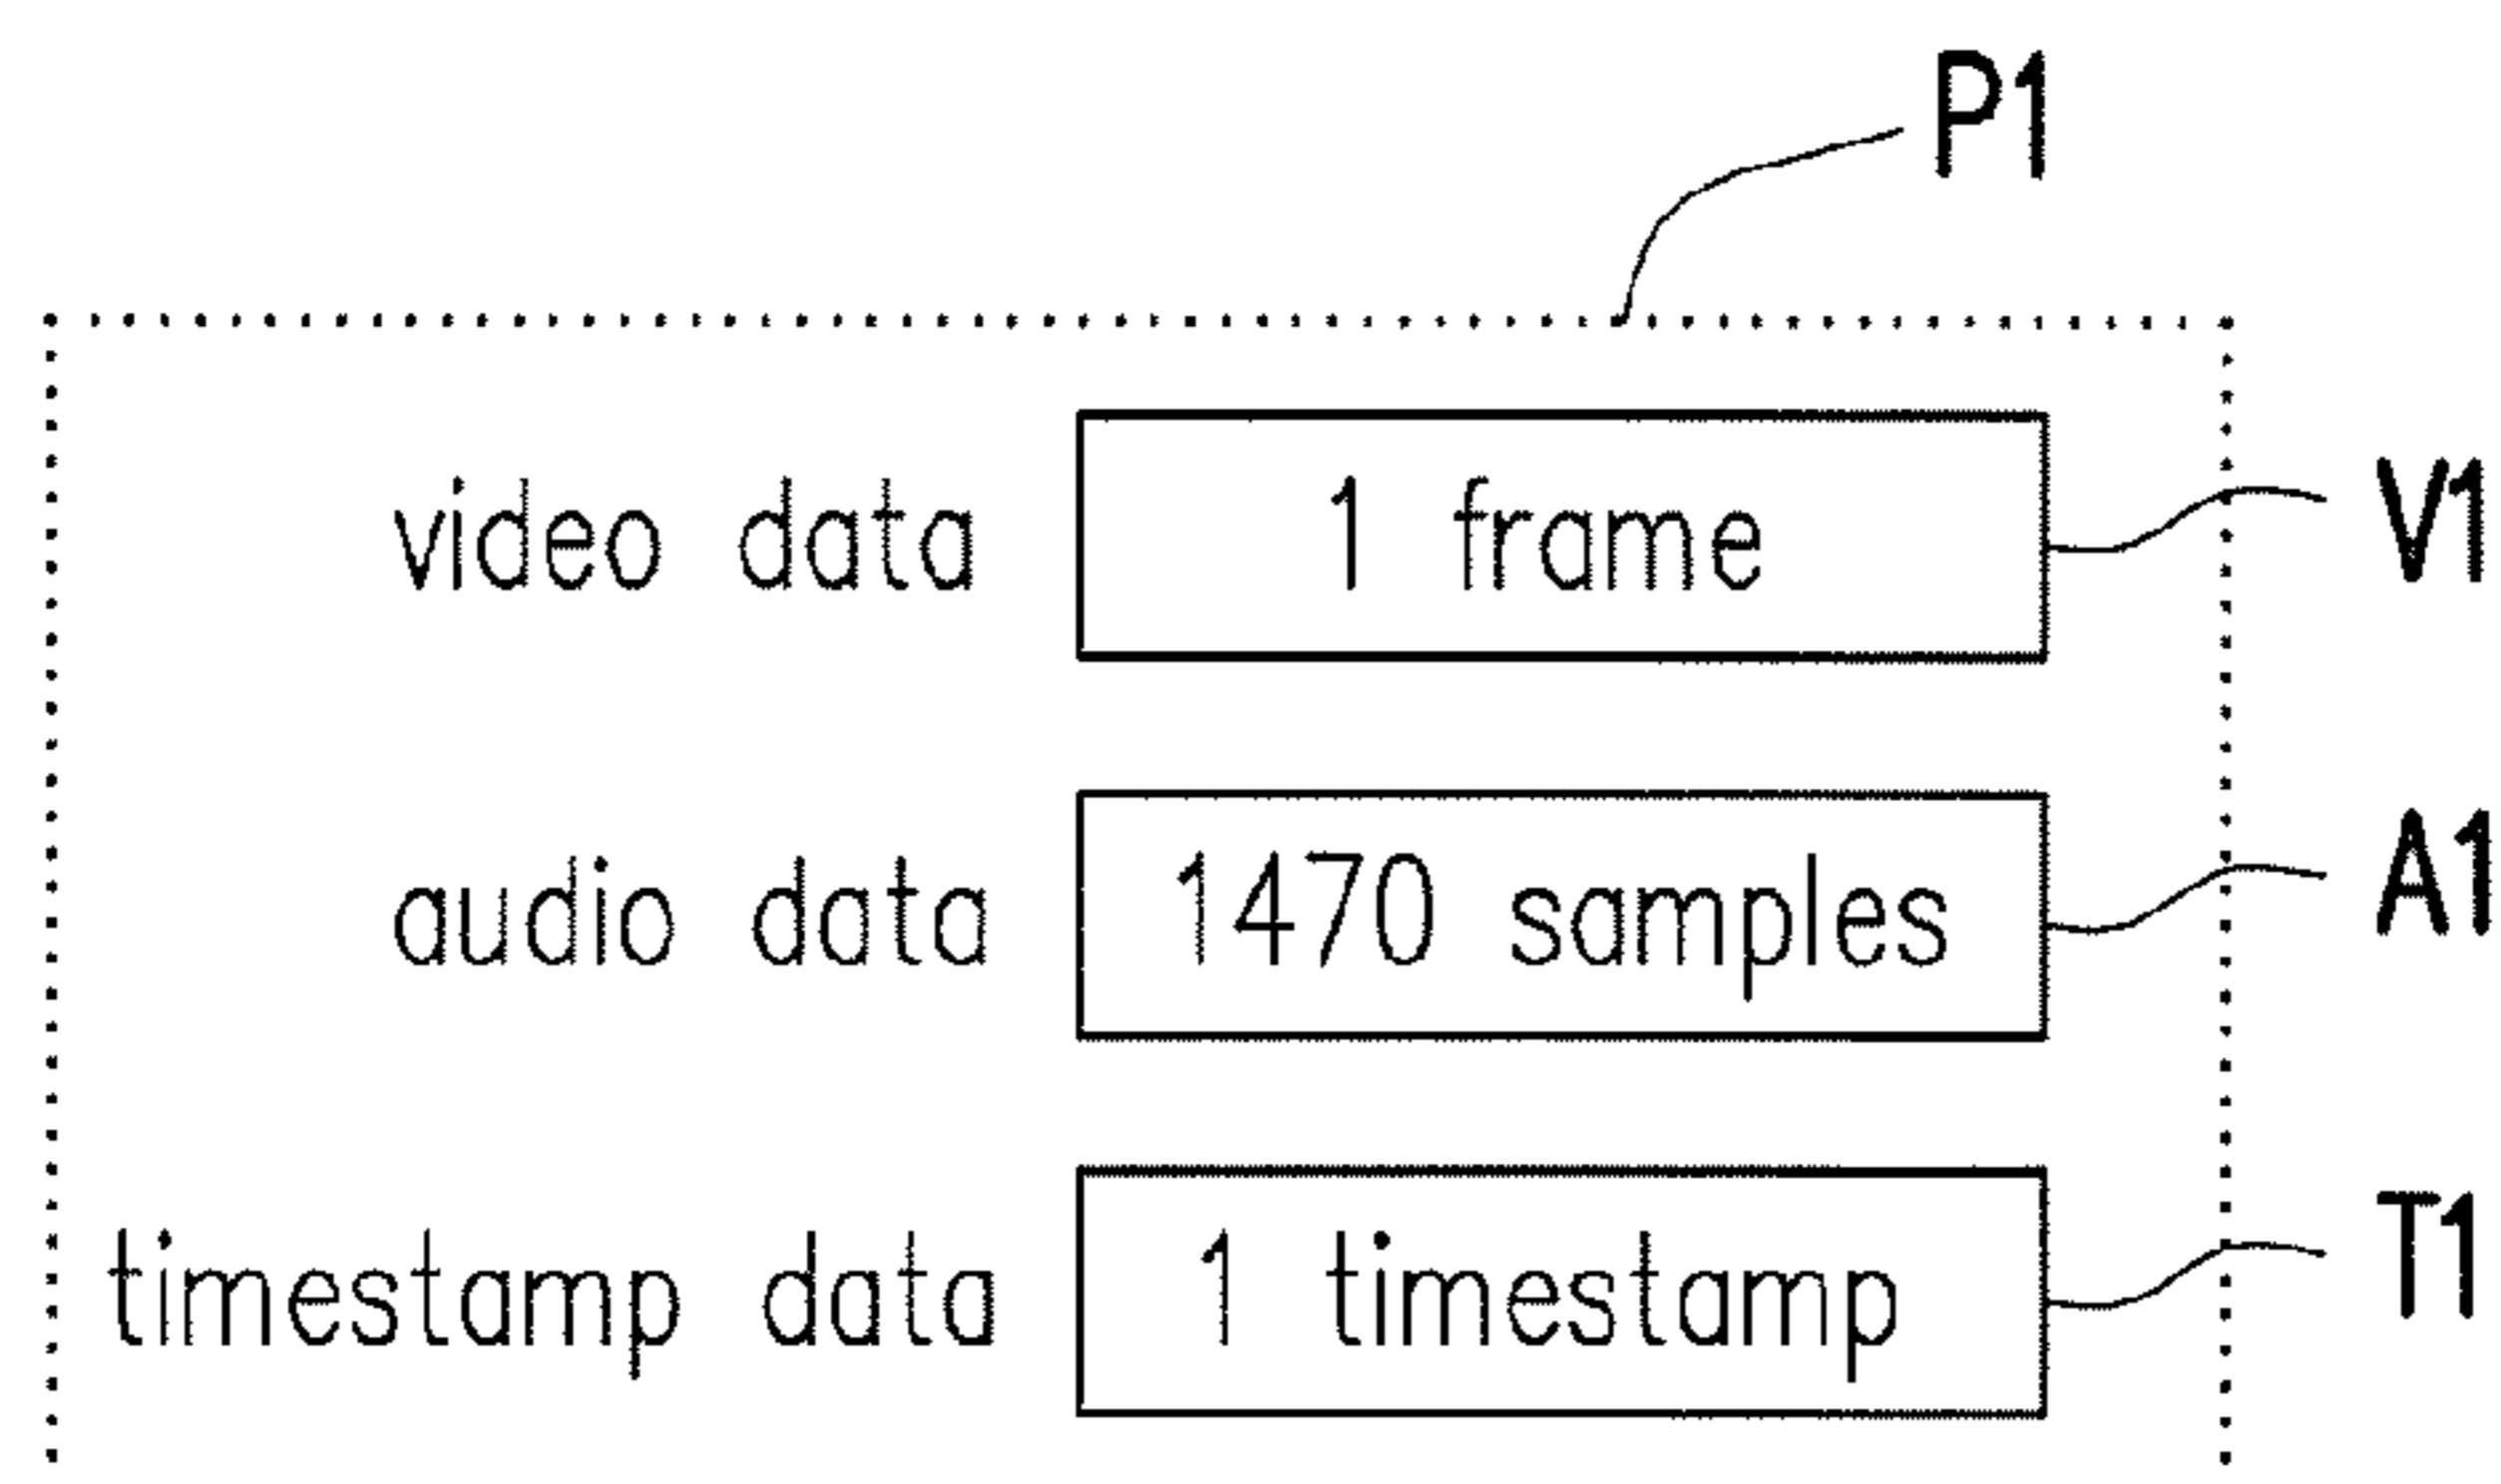 P1
video data 1 frame V1
audio data 1470 samples A1
timestamp data 1 timestamp T1